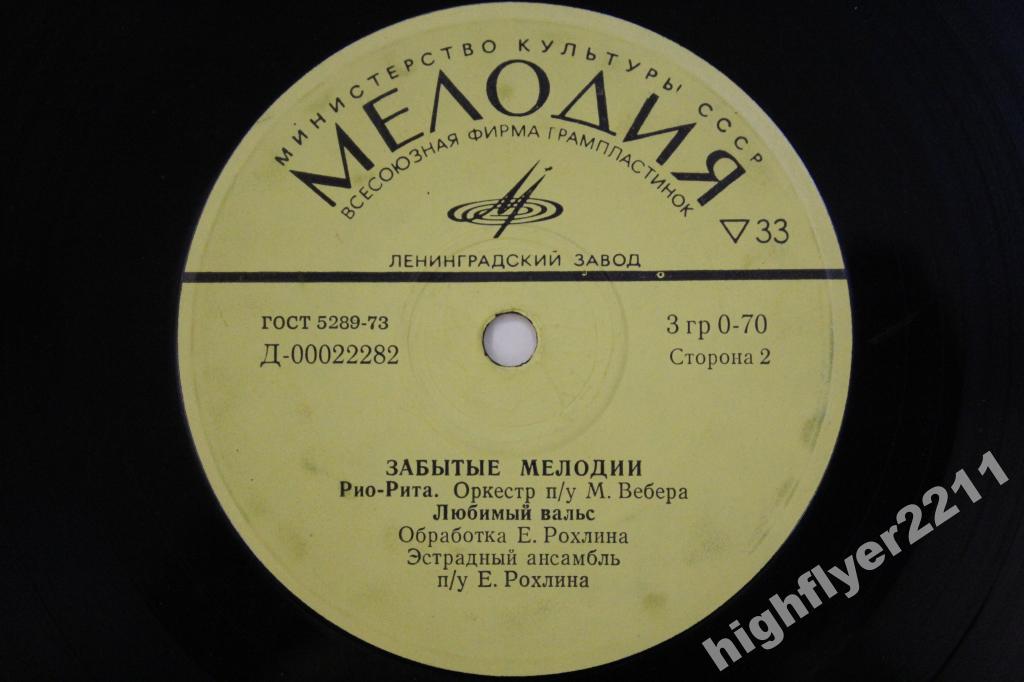 МИНИСТЕРСТВО КУЛЬТУРЫ СССР
МЕЛОДИЯ
ВСЕСОЮЗНАЯ ФИРМА ГРАМПЛАСТИНОК
▽33
ЛЕНИНГРАДСКИЙ ЗАВОД
ГОСТ 5289-73
3 гр 0-70
Д-00022282
Сторона 2
ЗАБЫТЫЕ МЕЛОДИИ
Рио-Рита. Оркестр п/у М. Вебера
Любимый вальс
Обработка Е. Рохлина
Эстрадный ансамбль
п/у Е. Рохлина
highflyer2211